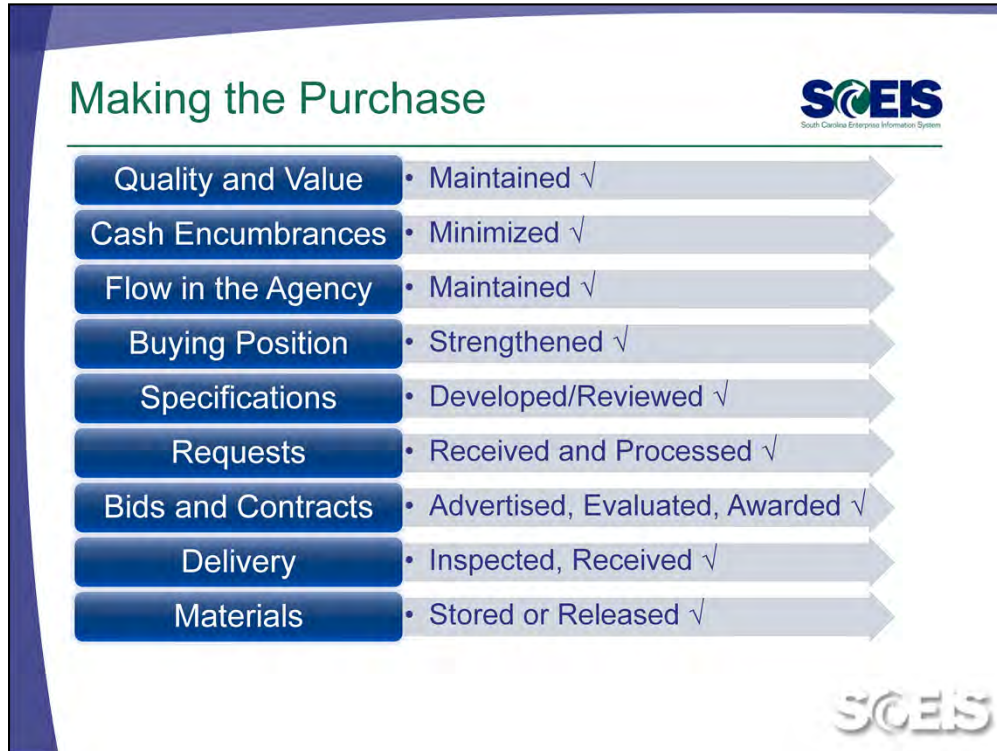 Making the Purchase
SCEIS
South Carolina Enterprise Information System
Quality and Value • Maintained √
Cash Encumbrances • Minimized √
Flow in the Agency • Maintained √
Buying Position • Strengthened √
Specifications • Developed/Reviewed √
Requests • Received and Processed √
Bids and Contracts • Advertised, Evaluated, Awarded √
Delivery • Inspected, Received √
Materials • Stored or Released √
SCEIS